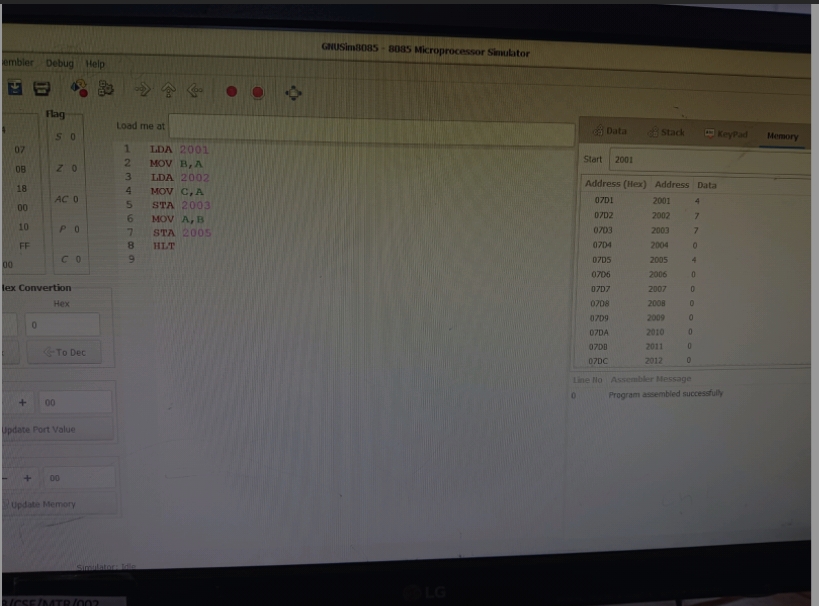 GNUSim8085 - 8085 Microprocessor Simulator
embler Debug Help
Flag
07
08
18
00
10
FF
00
S 0
Z 0
AC 0
P 0
C 0
Hex
0
To Dec
+ 00
Update Port Value
- + 00
Update Memory
Simulator: Idle
Load me at
1 LDA 2001
2 MOV B,A
3 LDA 2002
4 MOV C,A
5 STA 2003
6 MOV A,B
7 STA 2005
8 HLT
9
Data Stack KeyPad Memory
Start 2001
Address (Hex) Address Data
07D1 2001 4
07D2 2002 7
07D3 2003 7
07D4 2004 0
07D5 2005 4
07D6 2006 0
07D7 2007 0
07D8 2008 0
07D9 2009 0
07DA 2010 0
07DB 2011 0
07DC 2012 0
Line No Assembler Message
0 Program assembled successfully
LG
/CSE/MTR/002